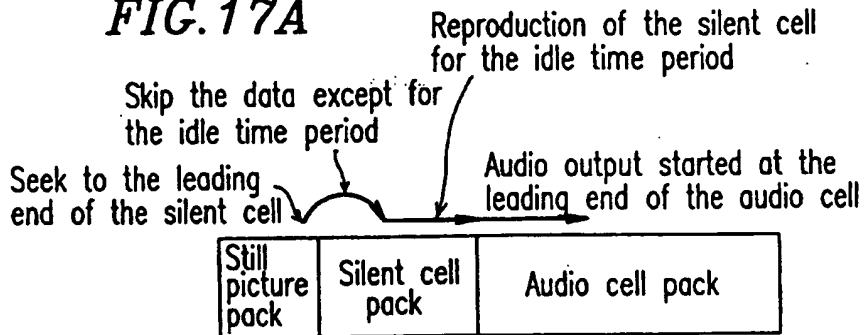 FIG.17A
Reproduction of the silent cell
for the idle time period
Skip the data except for
the idle time period
Seek to the leading
end of the silent cell
Audio output started at the
leading end of the audio cell
Still
picture
pack
Silent cell
pack
Audio cell pack